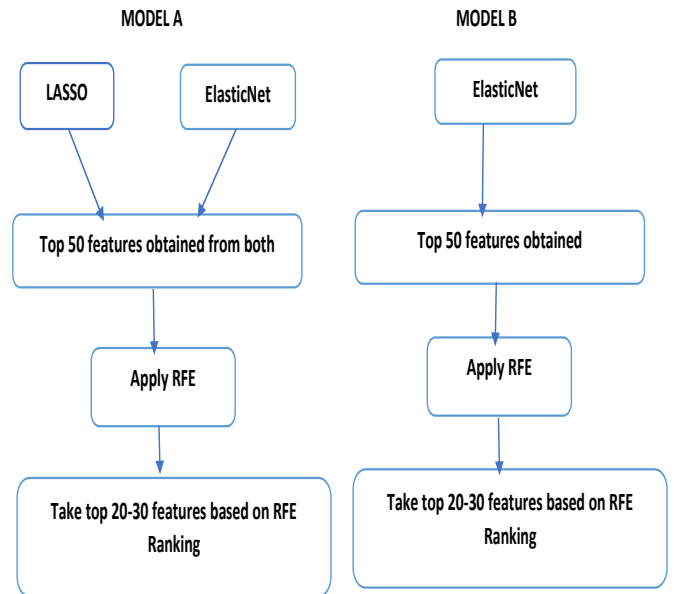 MODEL A
MODEL B
LASSO
ElasticNet
ElasticNet
Top 50 features obtained from both
Top 50 features obtained
Apply RFE
Apply RFE
Take top 20-30 features based on RFE
Ranking
Take top 20-30 features based on RFE
Ranking